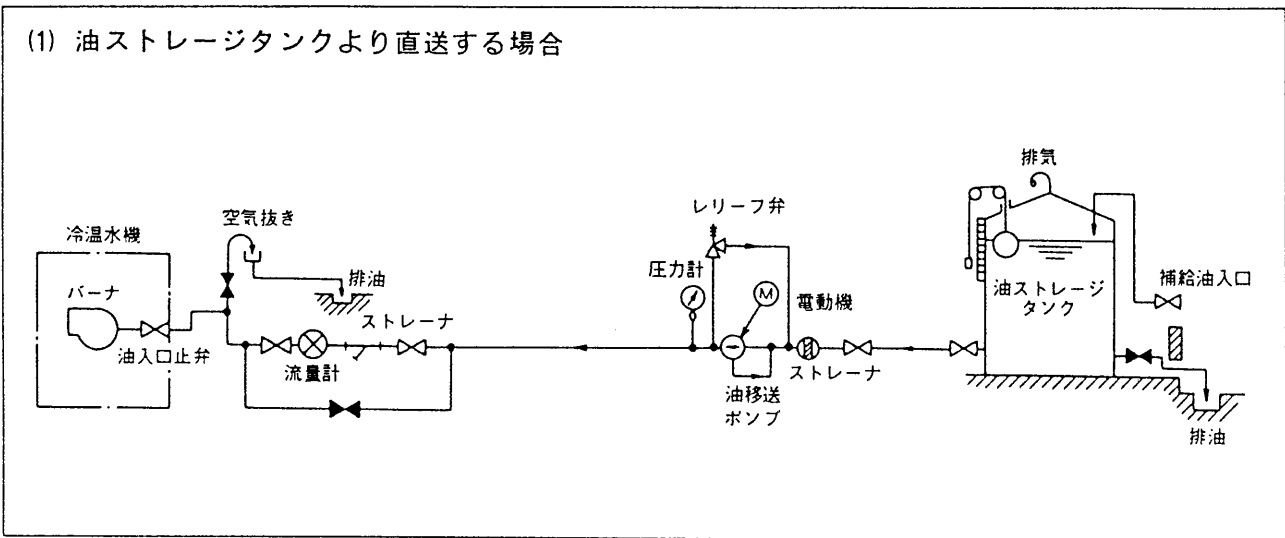 (1) 油ストレージタンクより直送する場合
排気
空気抜き
レリーフ弁
冷温水機
圧力計
補給油入口
排油
バーナ
電動機
M
油ストレージ
タンク
ストレーナ
油入口止弁
流量計
ストレーナ
油移送
ポンプ
排油